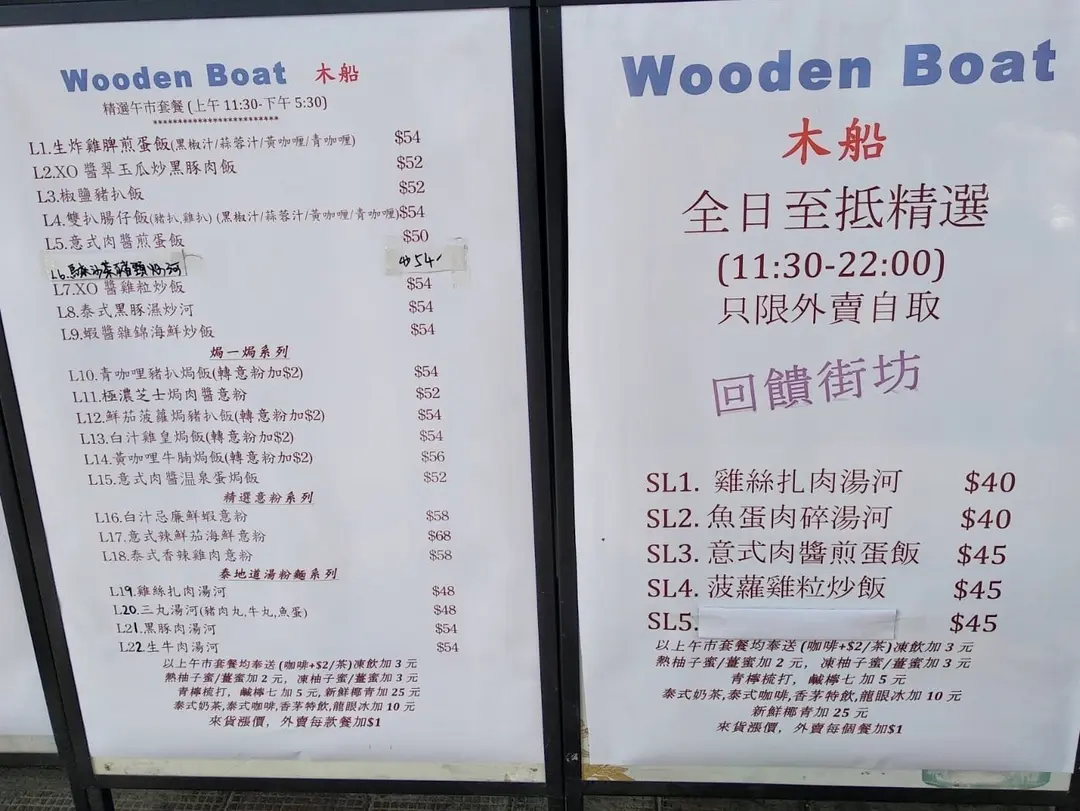 Wooden Boat 木船
精選午市套餐 (上午 11:30-下午 5:30)
**************************
L1.生炸雞脾煎蛋飯(黑椒汁/蒜蓉汁/黃咖喱/青咖喱) $54
L2.XO 醬翠玉瓜炒黑豚肉飯 $52
L3.椒鹽豬扒飯 $52
L4.雙扒腸仔飯(豬扒,雞扒) (黑椒汁/蒜蓉汁/黃咖喱/青咖喱) $54
L5.意式肉醬煎蛋飯 $50
L6. $54
L7.XO 醬雞粒炒飯 $54
L8.泰式黑豚濕炒河 $54
L9.蝦醬雜錦海鮮炒飯 $54
焗一焗系列
L10.青咖哩豬扒焗飯(轉意粉加$2) $54
L11.極濃芝士焗肉醬意粉 $52
L12.鮮茄菠蘿焗豬扒飯(轉意粉加$2) $54
L13.白汁雞皇焗飯(轉意粉加$2) $54
L14.黃咖哩牛腩焗飯(轉意粉加$2) $56
L15.意式肉醬温泉蛋焗飯 $52
精選意粉系列
L16.白汁忌廉鮮蝦意粉 $58
L17.意式辣鮮茄海鮮意粉 $68
L18.泰式香辣雞肉意粉 $58
泰地道湯粉麵系列
L19.雞絲扎肉湯河 $48
L20.三丸湯河(豬肉丸,牛丸,魚蛋) $48
L21.黑豚肉湯河 $54
L22.生牛肉湯河 $54
以上午市套餐均奉送 (咖啡+$2/茶)凍飲加 3 元
熱柚子蜜/薑蜜加 2 元，凍柚子蜜/薑蜜加 3 元
青檸梳打，鹹檸七 加 5 元,新鮮椰青加 25 元
泰式奶茶,泰式咖啡,香茅特飲,龍眼冰加 10 元
來貨漲價，外賣每款餐加$1
Wooden Boat
木船
全日至抵精選
(11:30-22:00)
只限外賣自取
回饋街坊
SL1. 雞絲扎肉湯河 $40
SL2. 魚蛋肉碎湯河 $40
SL3. 意式肉醬煎蛋飯 $45
SL4. 菠蘿雞粒炒飯 $45
SL5. $45
以上午市套餐均奉送 (咖啡+$2/茶)凍飲加 3 元
熱柚子蜜/薑蜜加 2 元，凍柚子蜜/薑蜜加 3 元
青檸梳打，鹹檸七 加 5 元
泰式奶茶,泰式咖啡,香茅特飲,龍眼冰加 10 元
新鮮椰青加 25 元
來貨漲價，外賣每個餐加$1